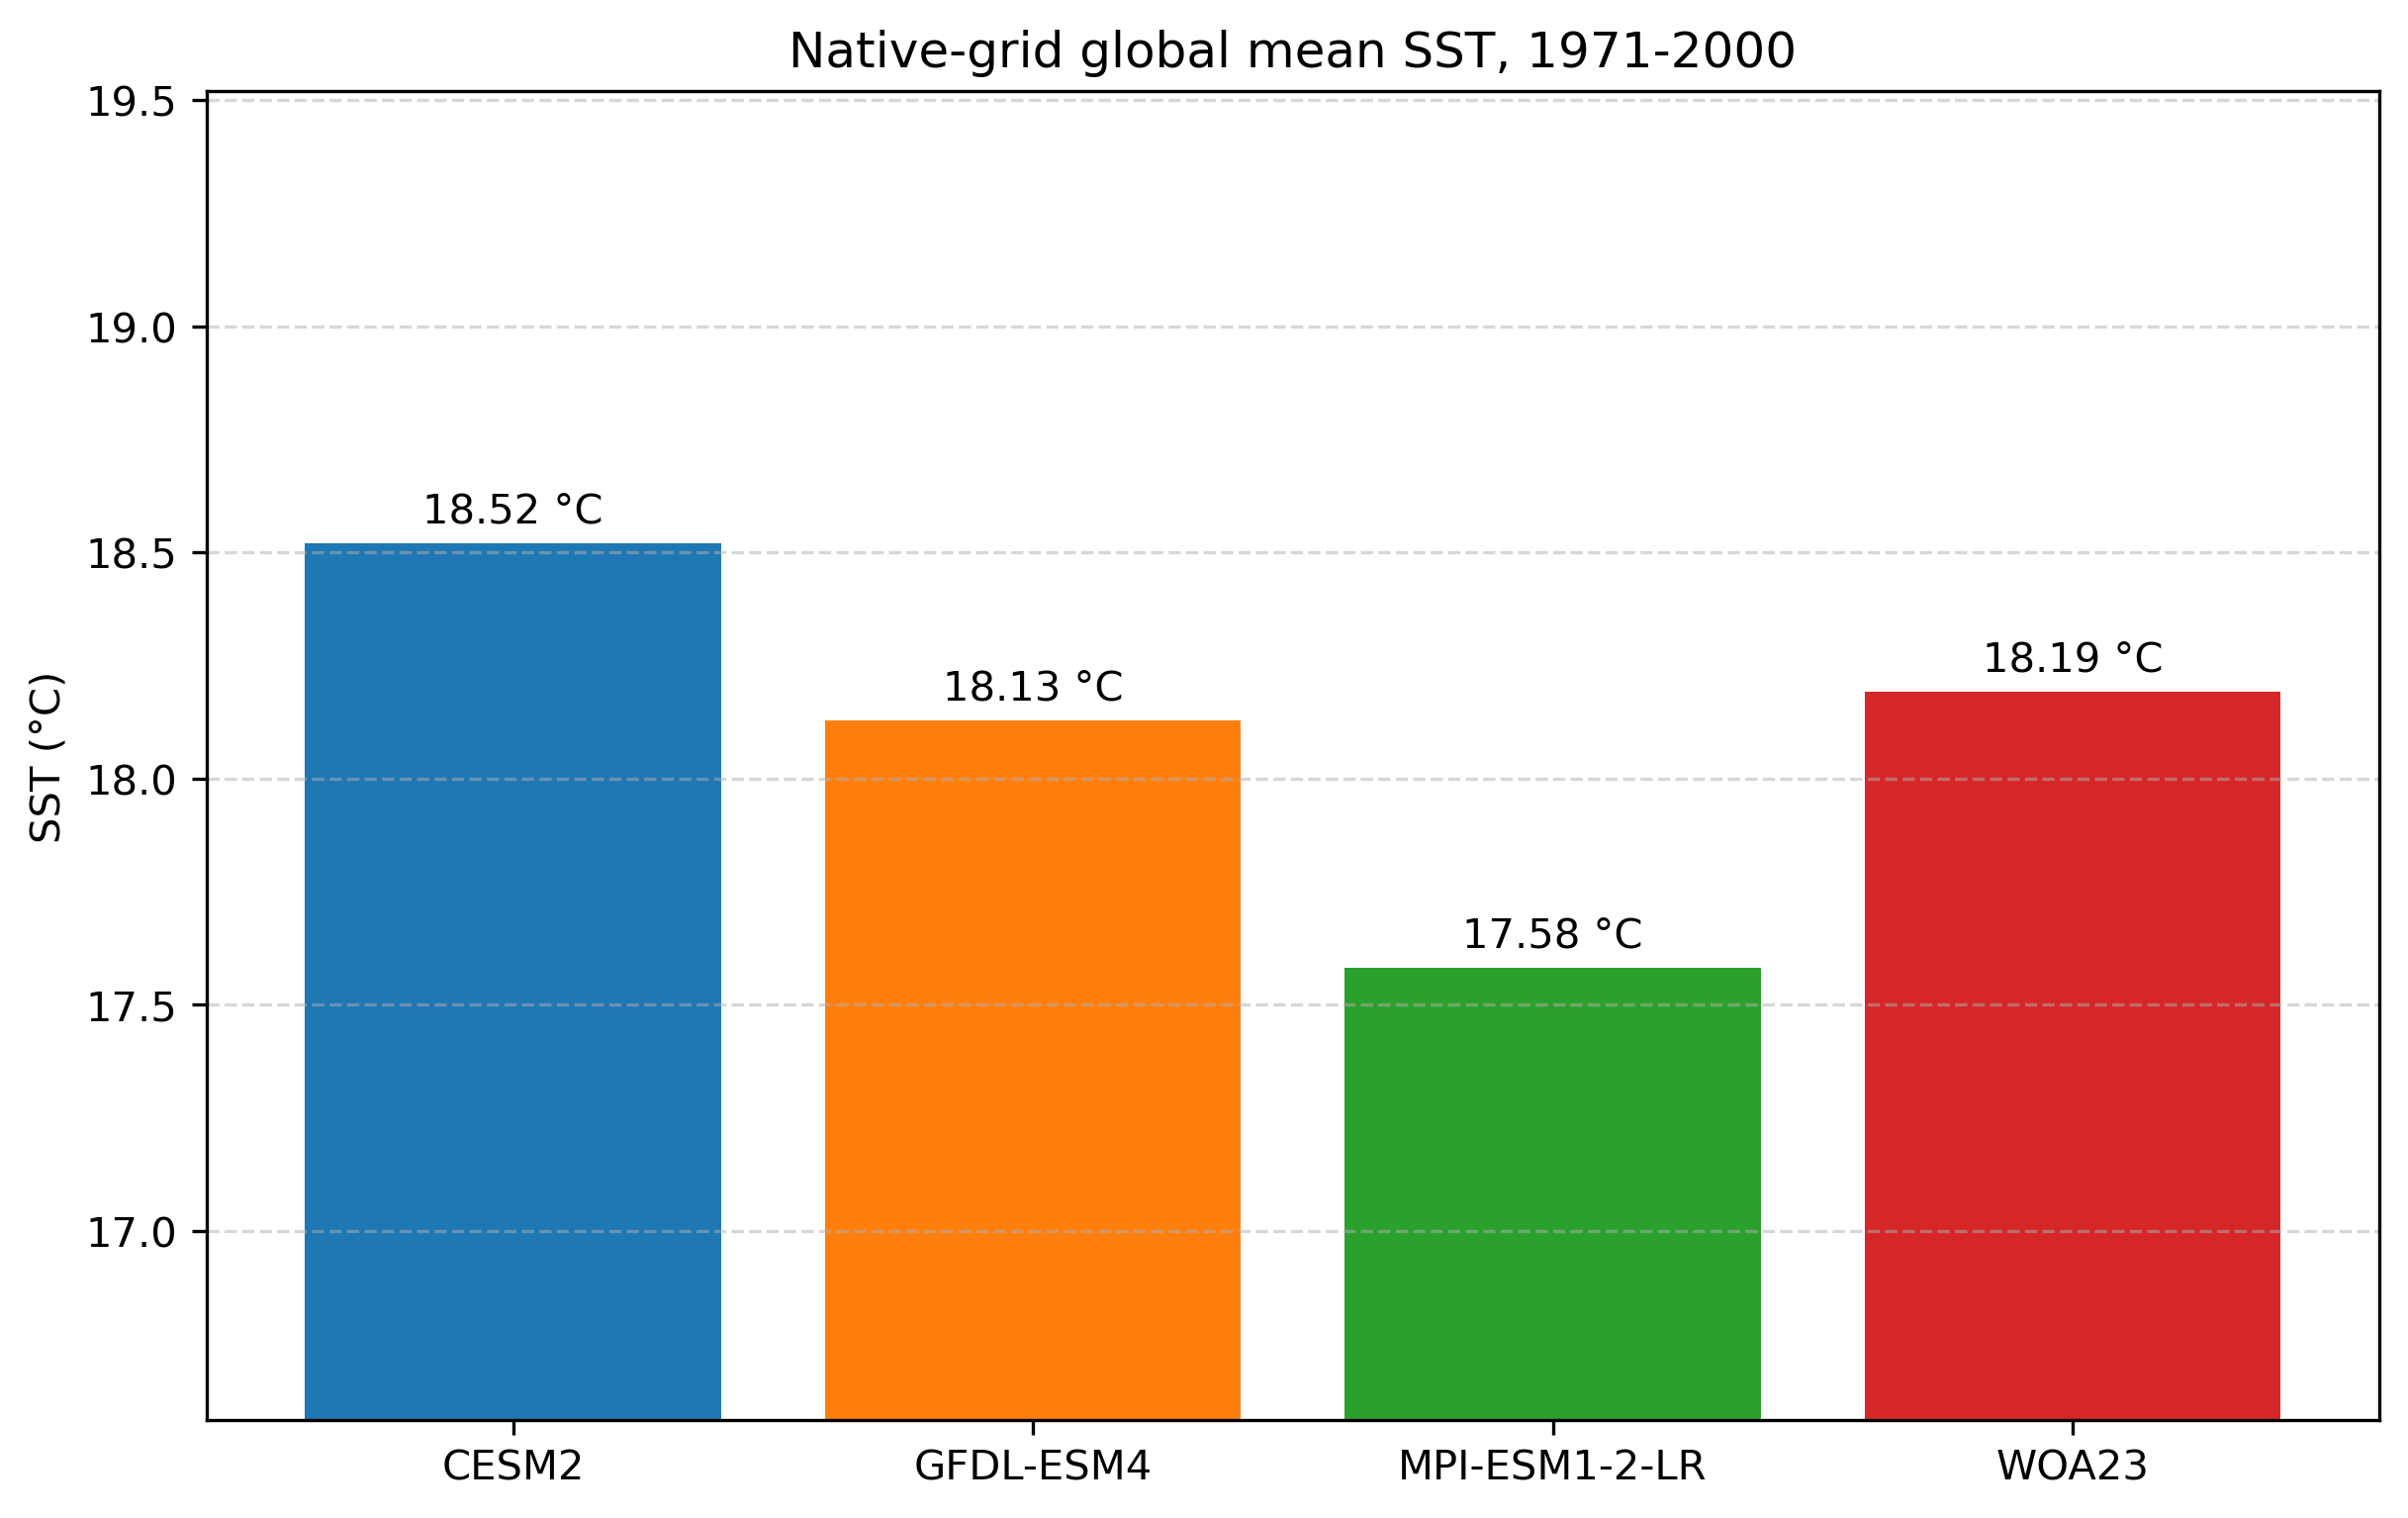 Native-grid global mean SST, 1971-2000
SST (°C)
19.5
19.0
18.5
18.0
17.5
17.0
18.52 °C
18.13 °C
17.58 °C
18.19 °C
CESM2
GFDL-ESM4
MPI-ESM1-2-LR
WOA23